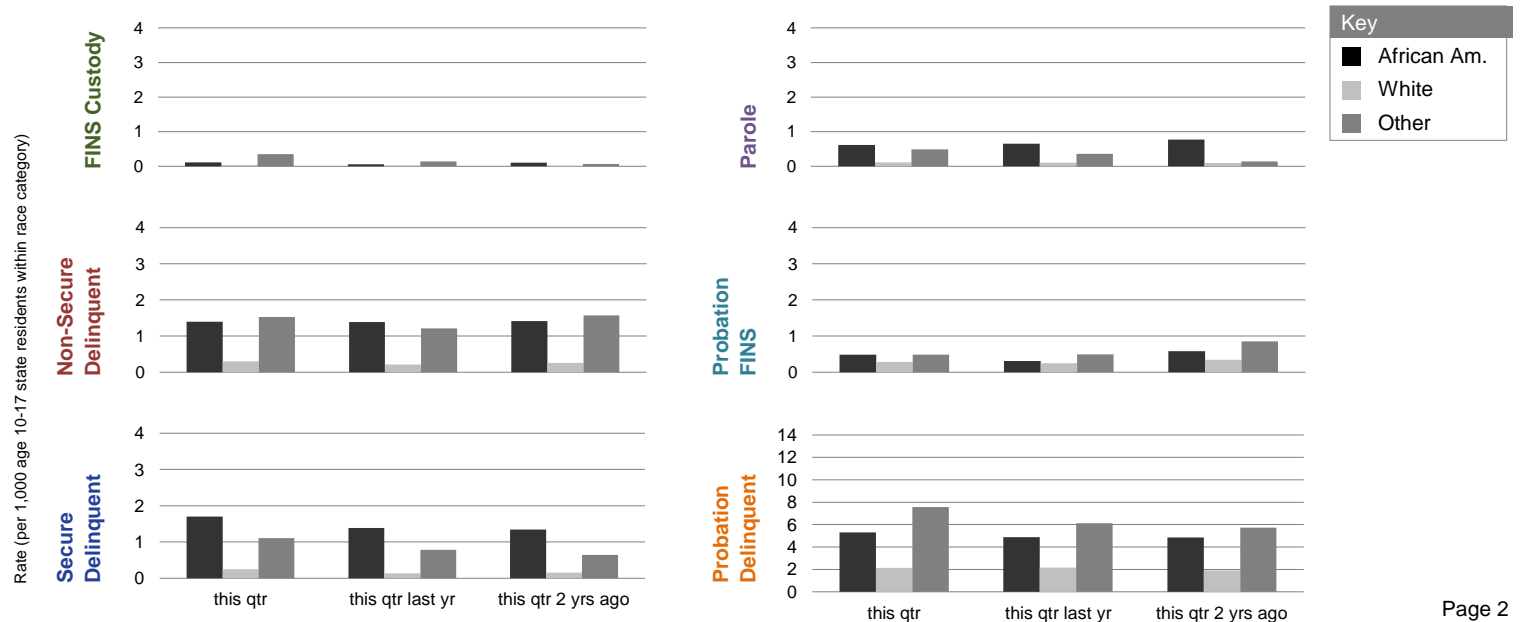 Rate (per 1,000 age 10-17 state residents within race category)
FINS Custody
4
3
2
1
0
Parole
4
3
2
1
0
Key
African Am.
White
Other
Non-Secure
Delinquent
4
3
2
1
0
Probation
FINS
4
3
2
1
0
Secure
Delinquent
4
3
2
1
0
this qtr
this qtr last yr
this qtr 2 yrs ago
Probation
Delinquent
14
12
10
8
6
4
2
0
this qtr
this qtr last yr
this qtr 2 yrs ago
Page 2